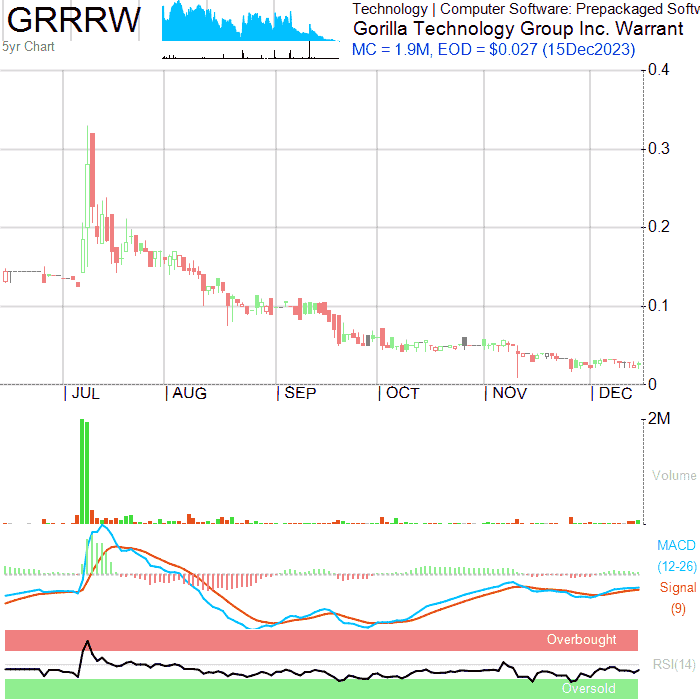 GRRRW
5yr Chart
Technology | Computer Software: Prepackaged Softw
Gorilla Technology Group Inc. Warrant
MC = 1.9M, EOD = $0.027 (15Dec2023)
0.4
0.3
0.2
0.1
0
JUL
AUG
SEP
OCT
NOV
DEC
2M
Volume
MACD
(12-26)
Signal
(9)
Overbought
RSI(14)
Oversold